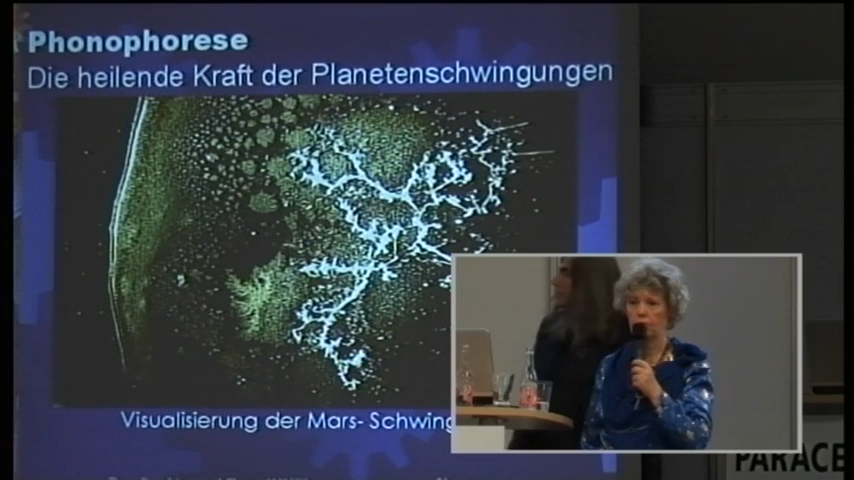 Phonophorese
Die heilende Kraft der Planetenschwingungen
Visualisierung der Mars- Schwing
PARACE